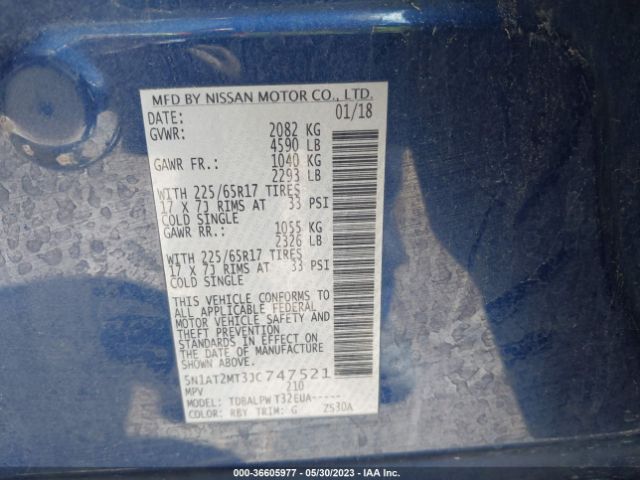 MFD BY NISSAN MOTOR CO., LTD.
DATE: 01/18
GVWR: 2082 KG
4590 LB
GAWR FR.: 1040 KG
2293 LB
WITH 225/65R17 TIRES
17 X 7J RIMS AT 33 PSI
COLD SINGLE
GAWR RR.: 1055 KG
2326 LB
WITH 225/65R17 TIRES
17 X 7J RIMS AT 33 PSI
COLD SINGLE
THIS VEHICLE CONFORMS TO
ALL APPLICABLE FEDERAL
MOTOR VEHICLE SAFETY AND
THEFT PREVENTION
STANDARDS IN EFFECT ON
THE DATE OF MANUFACTURE
SHOWN ABOVE.
5N1AT2MT3JC747521
MPV 210
MODEL: TDBALPW T32EUA-----
COLOR: RBY TRIM: G ZS30A
000-36605977 - 05/30/2023 - IAA Inc.